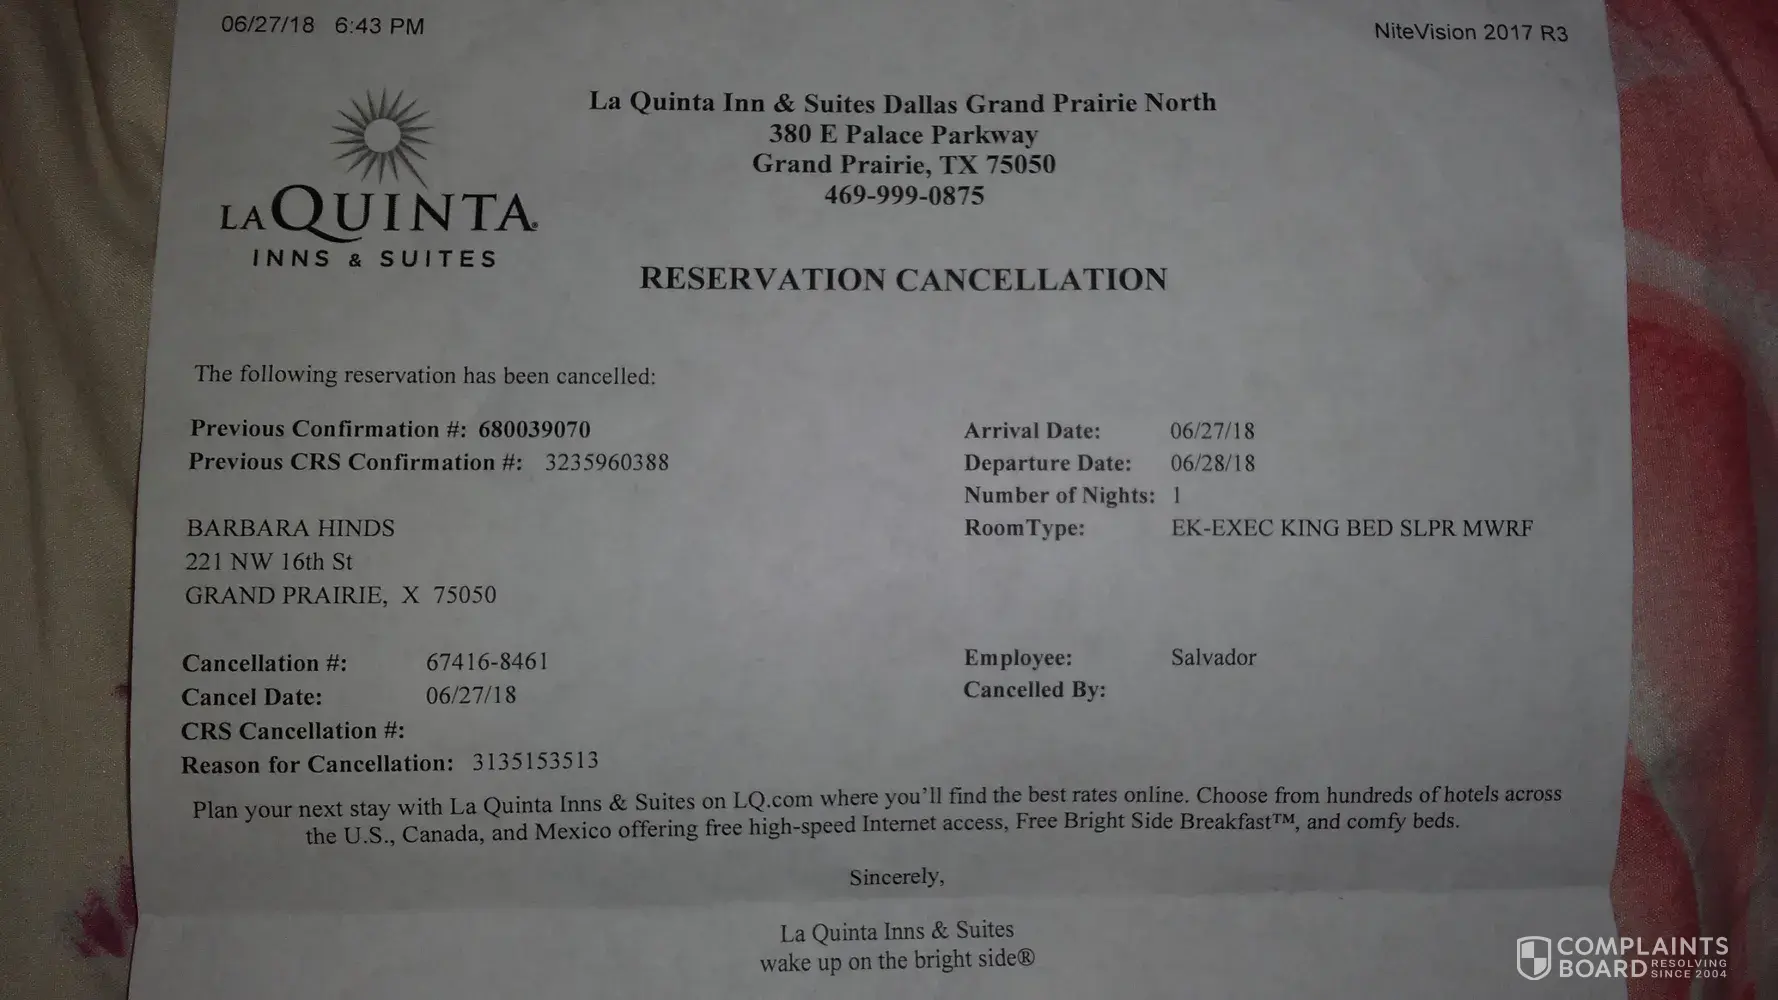 06/27/18 6:43 PM
NiteVision 2017 R3
LA QUINTA
INNS & SUITES
La Quinta Inn & Suites Dallas Grand Prairie North
380 E Palace Parkway
Grand Prairie, TX 75050
469-999-0875
RESERVATION CANCELLATION
The following reservation has been cancelled:
Previous Confirmation #: 680039070
Previous CRS Confirmation #: 3235960388
Arrival Date: 06/27/18
Departure Date: 06/28/18
Number of Nights: 1
RoomType: EK-EXEC KING BED SLPR MWRF
BARBARA HINDS
221 NW 16th St
GRAND PRAIRIE, X 75050
Cancellation #: 67416-8461
Cancel Date: 06/27/18
CRS Cancellation #:
Reason for Cancellation: 3135153513
Employee: Salvador
Cancelled By:
Plan your next stay with La Quinta Inns & Suites on LQ.com where you'll find the best rates online. Choose from hundreds of hotels across
the U.S., Canada, and Mexico offering free high-speed Internet access, Free Bright Side Breakfast™, and comfy beds.
Sincerely,
La Quinta Inns & Suites
wake up on the bright side®
COMPLAINTS
BOARD RESOLVING
SINCE 2004